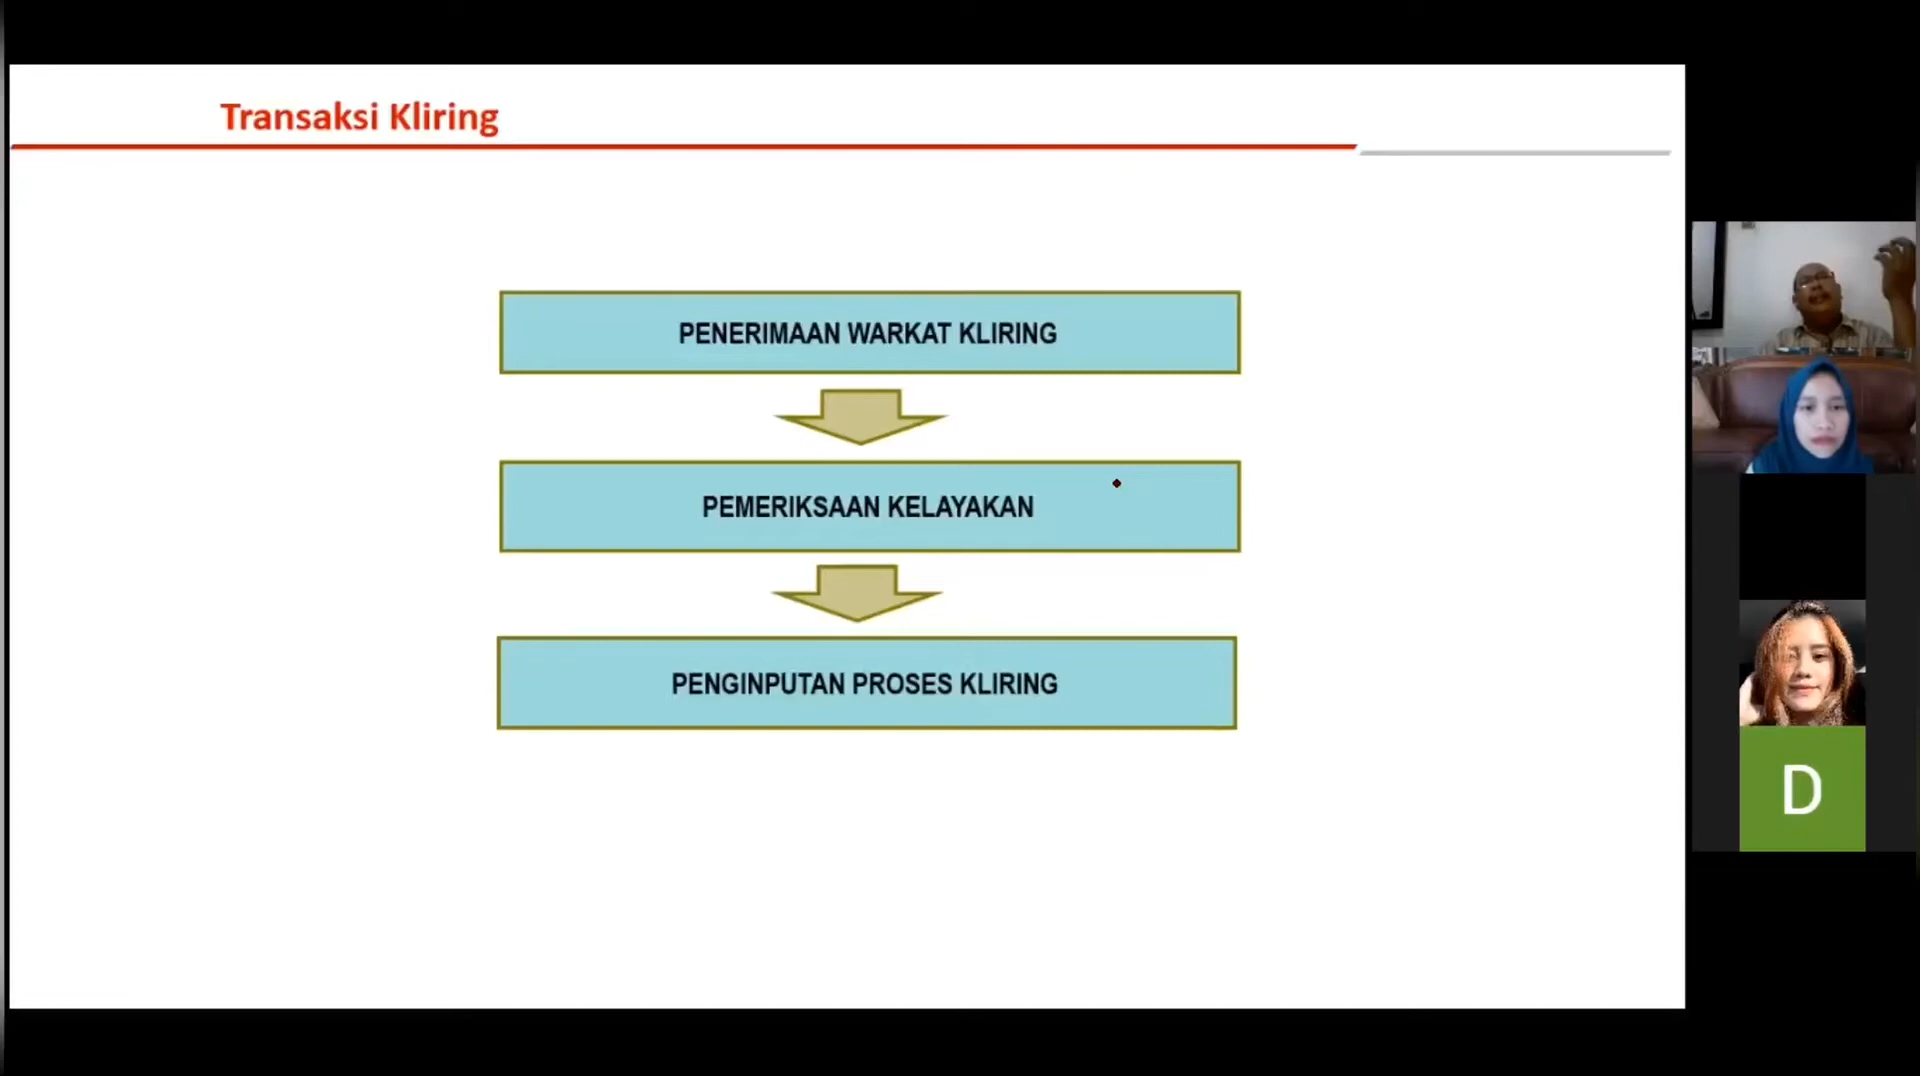 Transaksi Kliring
PENERIMAAN WARKAT KLIRING
PEMERIKSAAN KELAYAKAN
PENGINPUTAN PROSES KLIRING
D